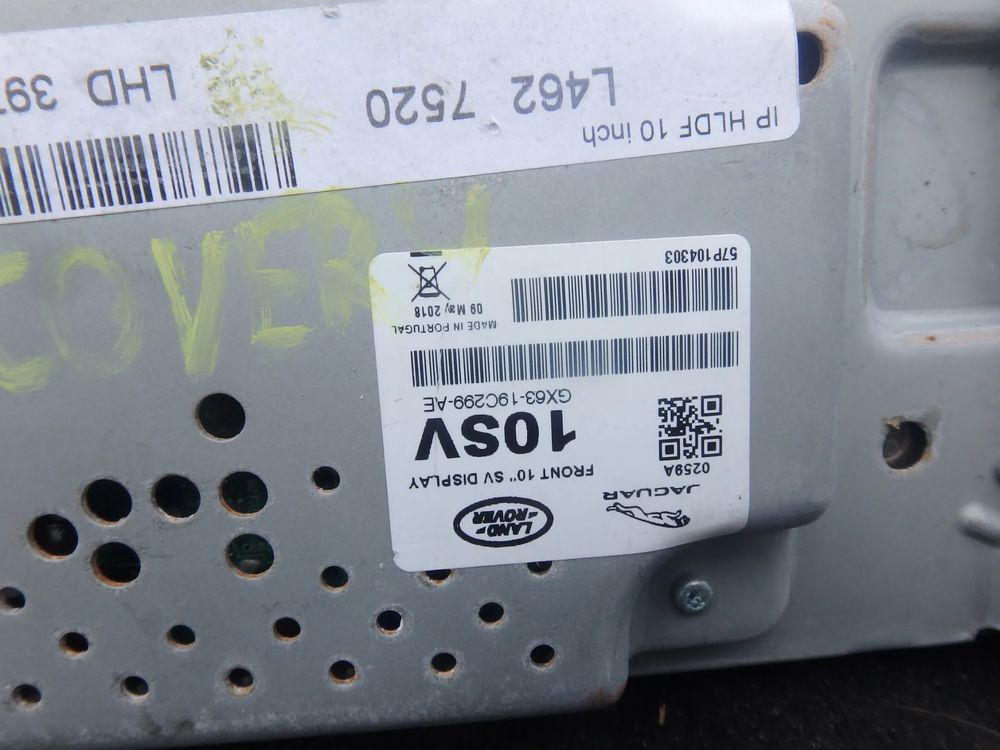 FRONT 10" SV DISPLAY
10SV
GX63-19C299-AE
MADE IN PORTUGAL
09 May 2018
57P104303
LAND-
-ROVER
JAGUAR
0259A
IP HLDF 10 inch
L462 7520
LHD
COVERY